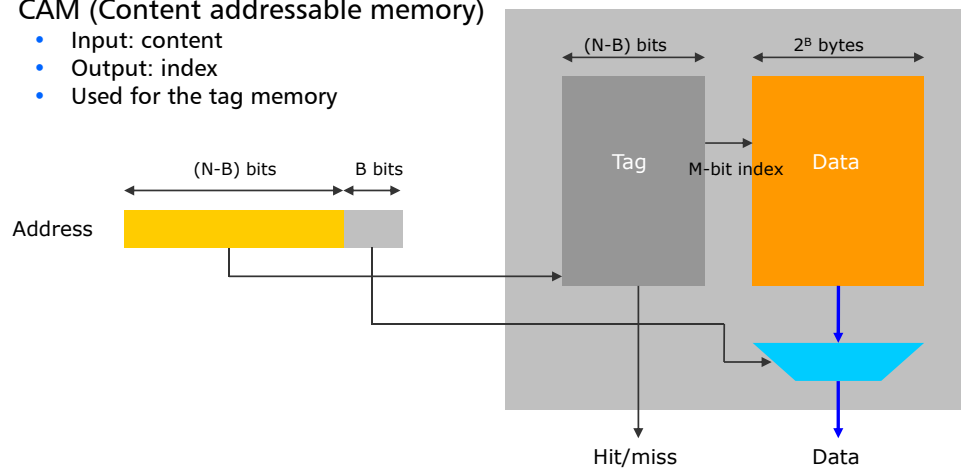 CAM (Content addressable memory)
• Input: content
• Output: index
• Used for the tag memory
(N-B) bits
2ᴮ bytes
Tag
M-bit index
Data
(N-B) bits
B bits
Address
Hit/miss
Data